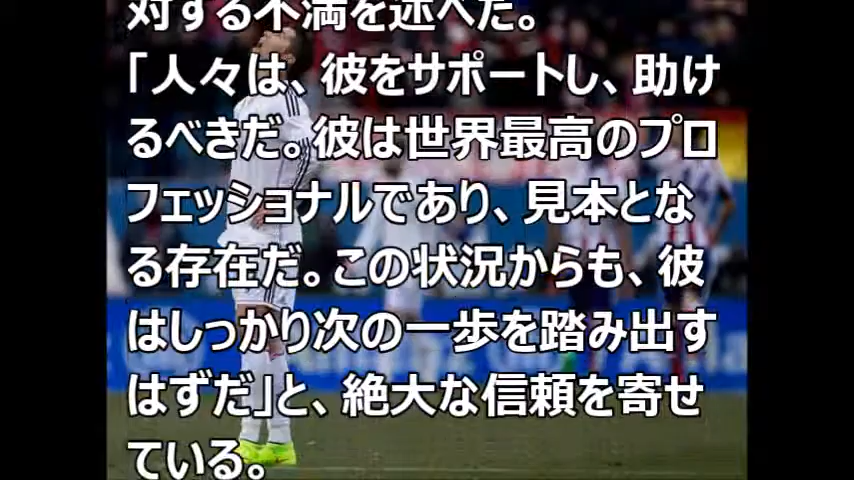 対する不満を述べた。
「人々は、彼をサポートし、助け
るべきだ。彼は世界最高のプロ
フェッショナルであり、見本とな
る存在だ。この状況からも、彼
はしっかり次の一歩を踏み出す
はずだ」と、絶大な信頼を寄せ
ている。